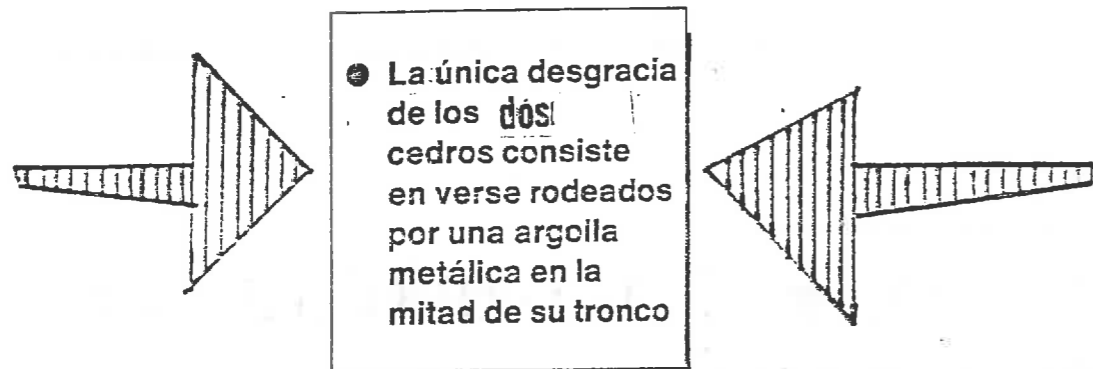 ● La única desgracia
de los dos
cedros consiste
en verse rodeados
por una argolla
metálica en la
mitad de su tronco